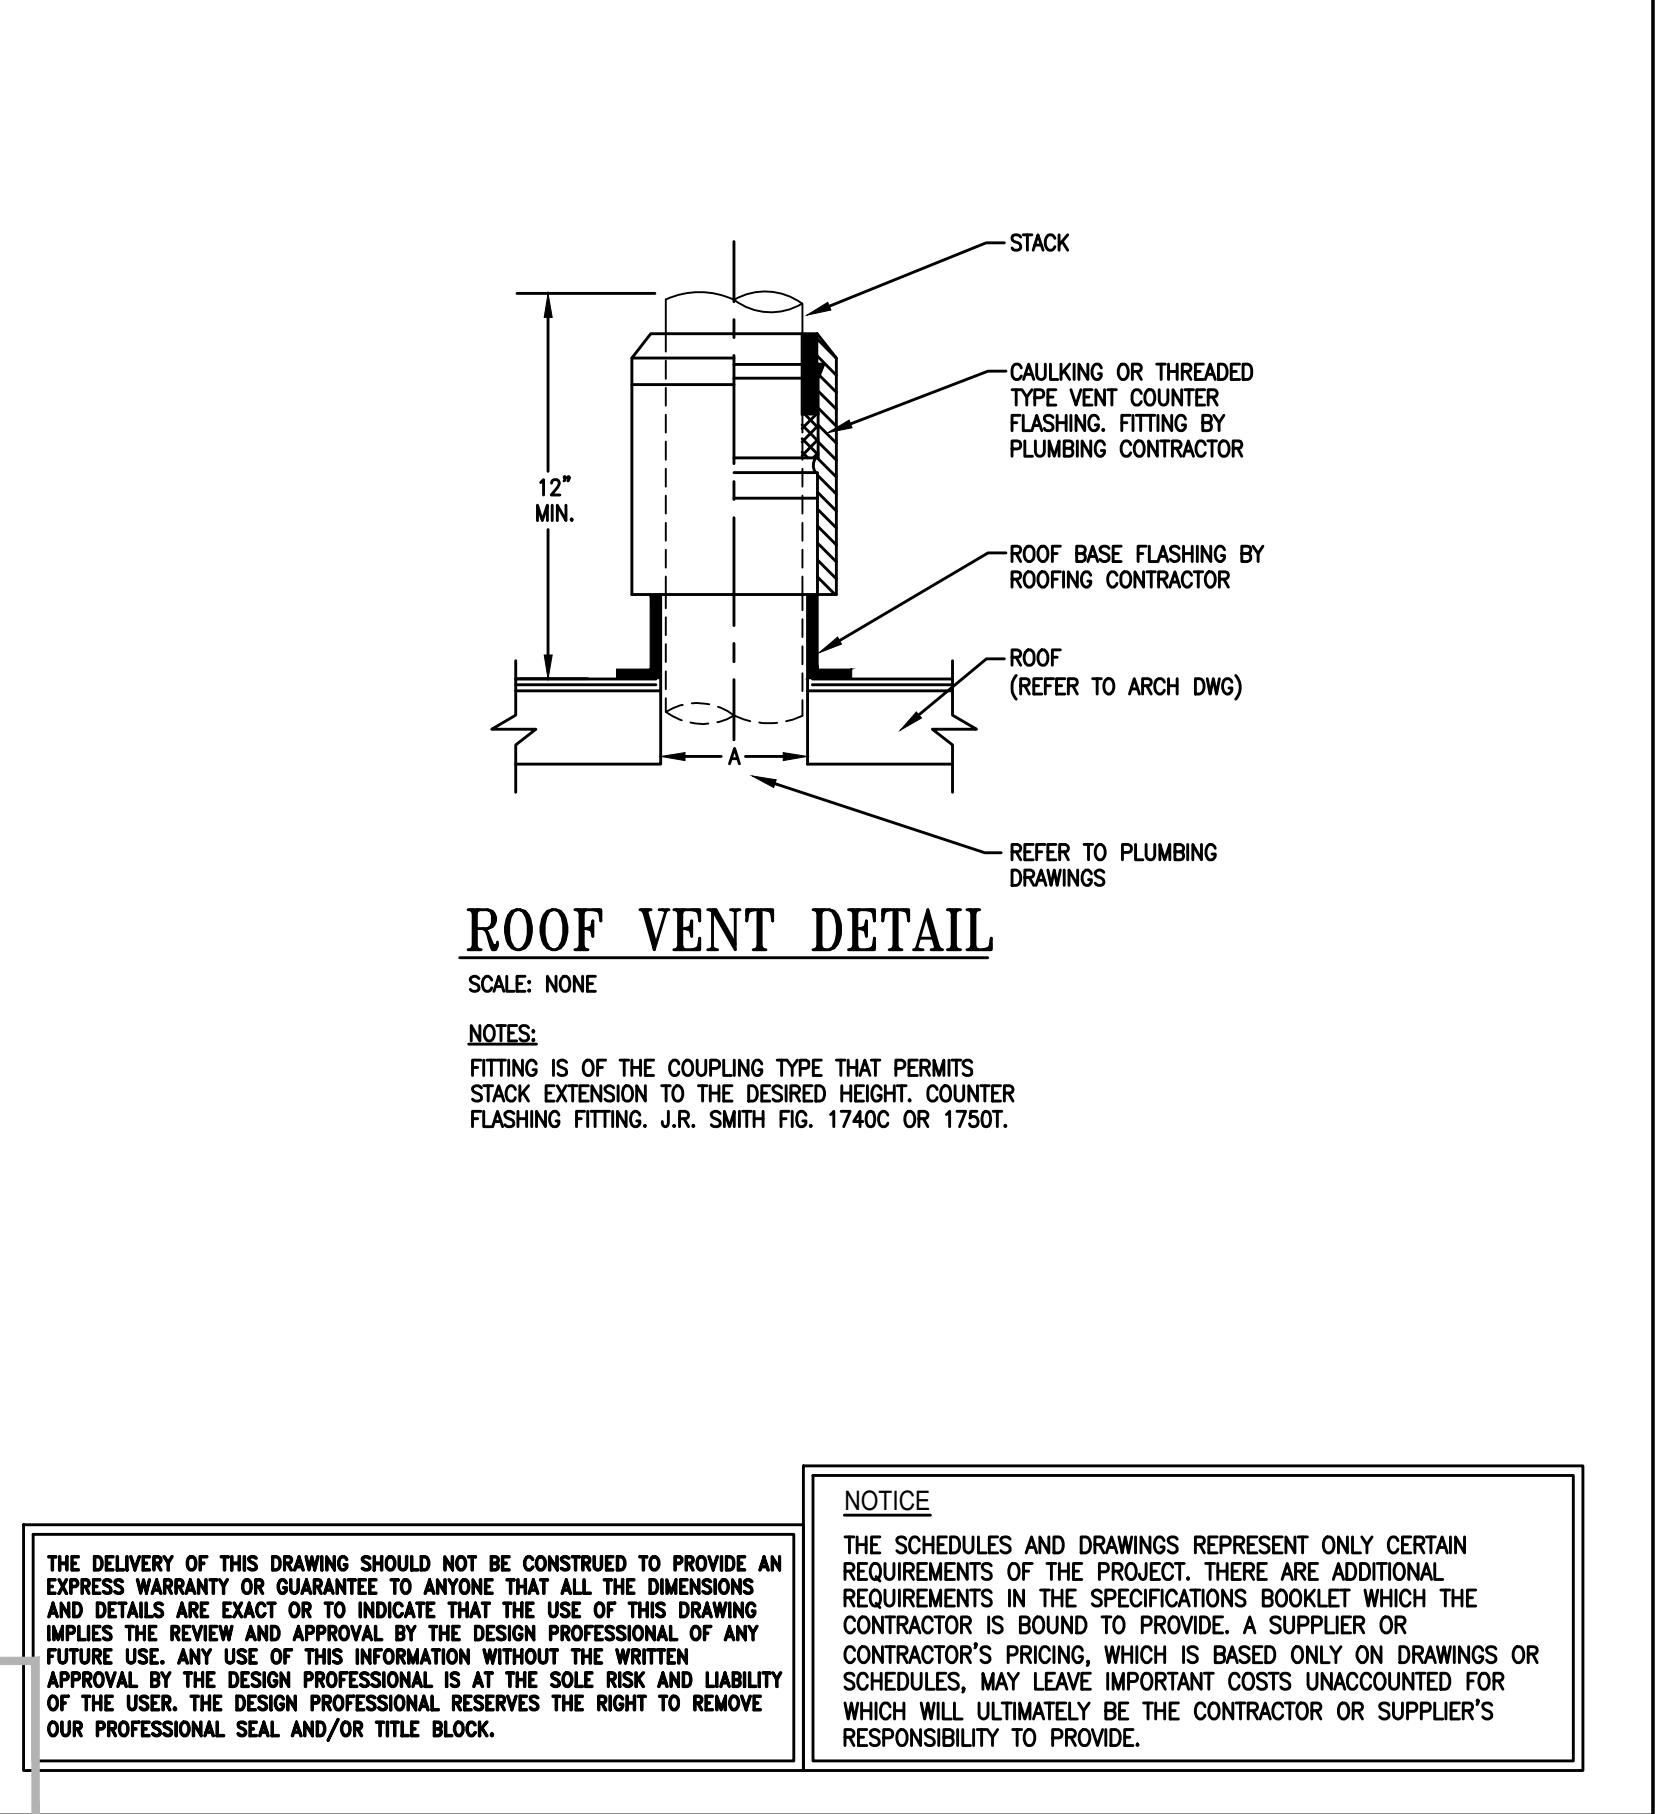 STACK
CAULKING OR THREADED
TYPE VENT COUNTER
FLASHING. FITTING BY
PLUMBING CONTRACTOR
12"
MIN.
ROOF BASE FLASHING BY
ROOFING CONTRACTOR
ROOF
(REFER TO ARCH DWG)
A
REFER TO PLUMBING
DRAWINGS
ROOF VENT DETAIL
SCALE: NONE
NOTES:
FITTING IS OF THE COUPLING TYPE THAT PERMITS
STACK EXTENSION TO THE DESIRED HEIGHT. COUNTER
FLASHING FITTING. J.R. SMITH FIG. 1740C OR 1750T.
THE DELIVERY OF THIS DRAWING SHOULD NOT BE CONSTRUED TO PROVIDE AN
EXPRESS WARRANTY OR GUARANTEE TO ANYONE THAT ALL THE DIMENSIONS
AND DETAILS ARE EXACT OR TO INDICATE THAT THE USE OF THIS DRAWING
IMPLIES THE REVIEW AND APPROVAL BY THE DESIGN PROFESSIONAL OF ANY
FUTURE USE. ANY USE OF THIS INFORMATION WITHOUT THE WRITTEN
APPROVAL BY THE DESIGN PROFESSIONAL IS AT THE SOLE RISK AND LIABILITY
OF THE USER. THE DESIGN PROFESSIONAL RESERVES THE RIGHT TO REMOVE
OUR PROFESSIONAL SEAL AND/OR TITLE BLOCK.
NOTICE
THE SCHEDULES AND DRAWINGS REPRESENT ONLY CERTAIN
REQUIREMENTS OF THE PROJECT. THERE ARE ADDITIONAL
REQUIREMENTS IN THE SPECIFICATIONS BOOKLET WHICH THE
CONTRACTOR IS BOUND TO PROVIDE. A SUPPLIER OR
CONTRACTOR'S PRICING, WHICH IS BASED ONLY ON DRAWINGS OR
SCHEDULES, MAY LEAVE IMPORTANT COSTS UNACCOUNTED FOR
WHICH WILL ULTIMATELY BE THE CONTRACTOR OR SUPPLIER'S
RESPONSIBILITY TO PROVIDE.